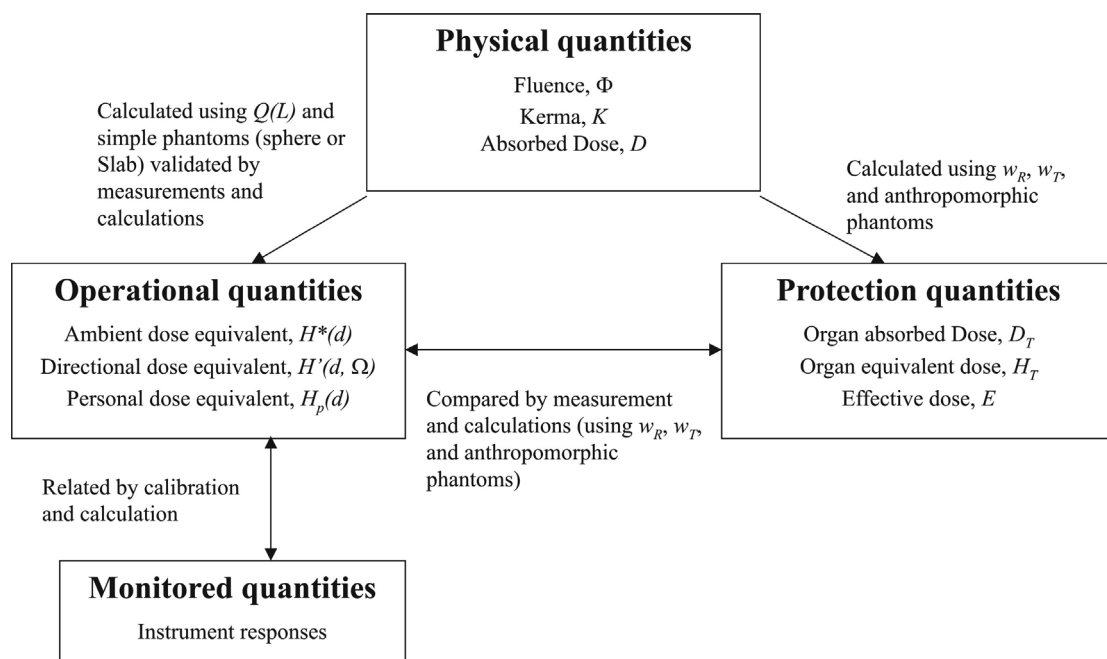 Physical quantities
Fluence, Φ
Kerma, K
Absorbed Dose, D
Calculated using Q(L) and
simple phantoms (sphere or
Slab) validated by
measurements and
calculations
Calculated using w_R, w_T,
and anthropomorphic
phantoms
Operational quantities
Ambient dose equivalent, H*(d)
Directional dose equivalent, H’(d, Ω)
Personal dose equivalent, H_p(d)
Protection quantities
Organ absorbed Dose, D_T
Organ equivalent dose, H_T
Effective dose, E
Compared by measurement
and calculations (using w_R, w_T,
and anthropomorphic
phantoms)
Related by calibration
and calculation
Monitored quantities
Instrument responses